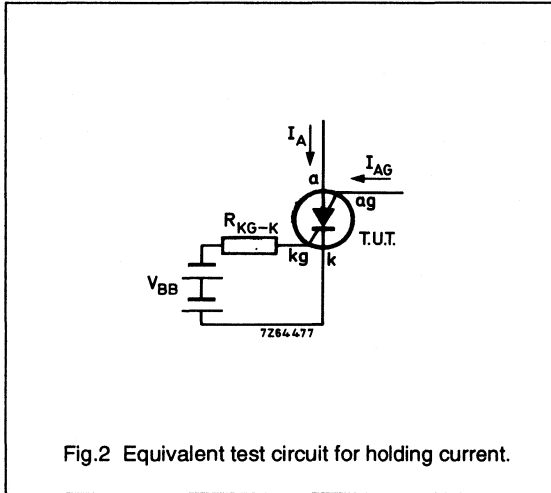 I_A
I_AG
a
ag
R_KG-K
T.U.T.
kg
k
V_BB
7Z64477
Fig.2 Equivalent test circuit for holding current.